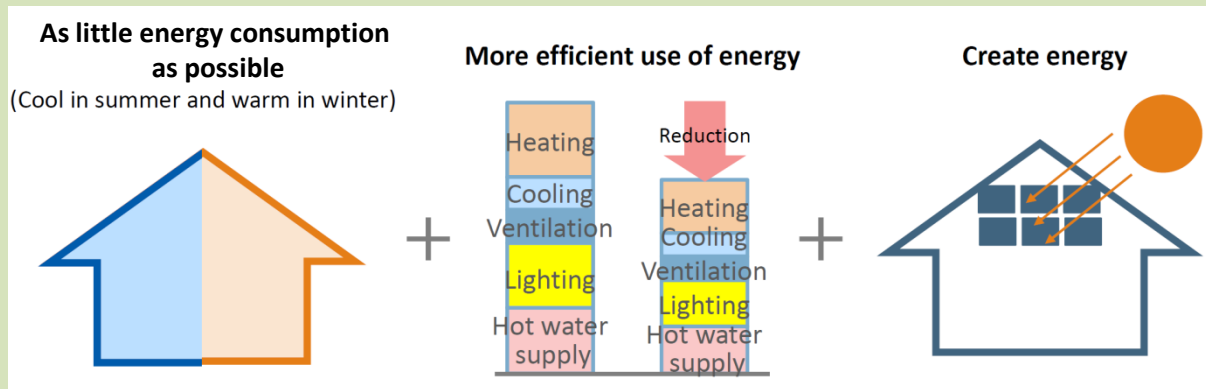 As little energy consumption
as possible
(Cool in summer and warm in winter)
More efficient use of energy
Heating
Cooling
Ventilation
Lighting
Hot water
supply
Reduction
Heating
Cooling
Ventilation
Lighting
Hot water
supply
Create energy